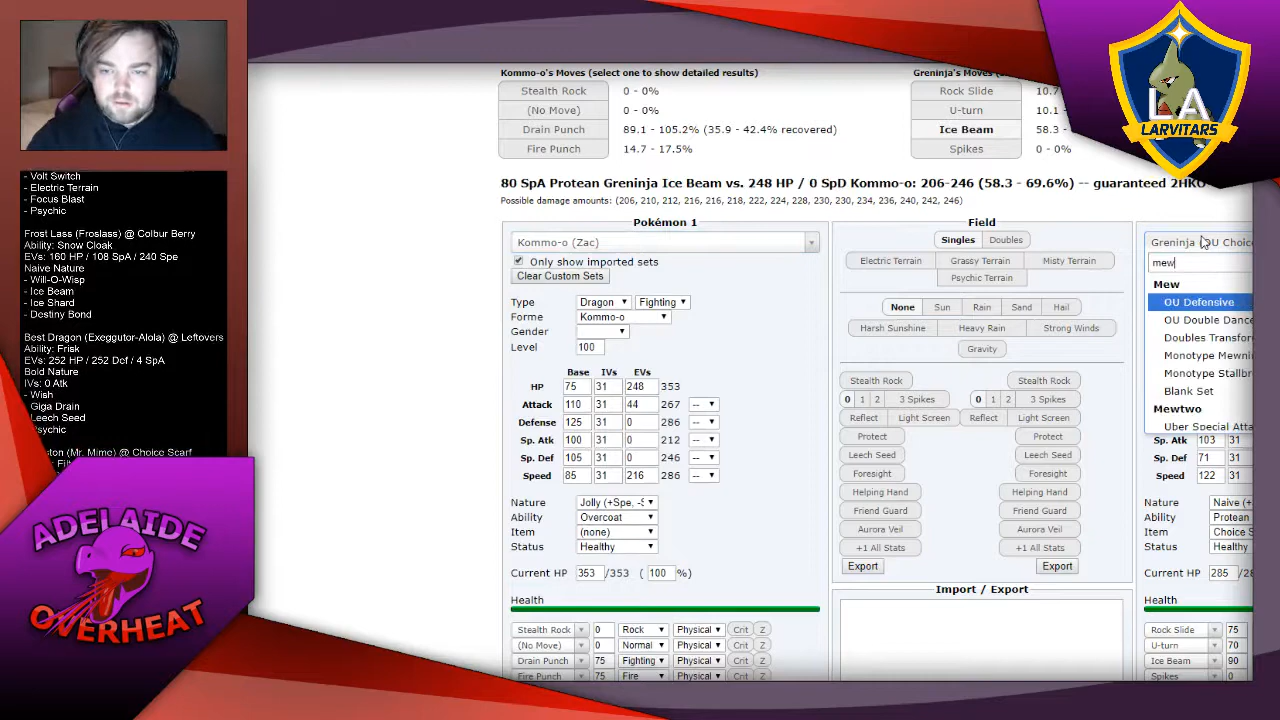 - Volt Switch
- Electric Terrain
- Focus Blast
- Psychic
Frost Lass (Froslass) @ Colbur Berry
Ability: Snow Cloak
EVs: 160 HP / 108 SpA / 240 Spe
Naive Nature
- Will-O-Wisp
- Ice Beam
- Ice Shard
- Destiny Bond
Best Dragon (Exeggutor-Alola) @ Leftovers
Ability: Frisk
EVs: 252 HP / 252 Def / 4 SpA
Bold Nature
IVs: 0 Atk
- Wish
- Giga Drain
- Leech Seed
(Mr. Mime) @ Choice Scarf
ADELAIDE
OVERHEAT
LA
LARVITARS
Kommo-o's Moves (select one to show detailed results)
Stealth Rock 0 - 0%
(No Move) 0 - 0%
Drain Punch 89.1 - 105.2% (35.9 - 42.4% recovered)
Fire Punch 14.7 - 17.5%
Greninja's Moves
Rock Slide 10.7
U-turn 10.1
Ice Beam 58.3
Spikes 0 - 0%
80 SpA Protean Greninja Ice Beam vs. 248 HP / 0 SpD Kommo-o: 206-246 (58.3 - 69.6%) -- guaranteed 2HKO
Possible damage amounts: (206, 210, 212, 216, 216, 218, 222, 224, 228, 230, 230, 234, 236, 240, 242, 246)
Pokémon 1
Kommo-o (Zac)
Only show imported sets
Clear Custom Sets
Type Dragon Fighting
Forme Kommo-o
Gender
Level 100
Base IVs EVs
HP 75 31 248 353
Attack 110 31 44 267 --
Defense 125 31 0 286 --
Sp. Atk 100 31 0 212 --
Sp. Def 105 31 0 246 --
Speed 85 31 216 286 --
Nature Jolly (+Spe, -S
Ability Overcoat
Item (none)
Status Healthy
Current HP 353 /353 ( 100 %)
Health
Stealth Rock 0 Rock Physical Crit Z
(No Move) 0 Normal Physical Crit Z
Drain Punch 75 Fighting Physical Crit Z
Fire Punch 75 Fire Physical Crit Z
Field
Singles Doubles
Electric Terrain Grassy Terrain Misty Terrain
Psychic Terrain
None Sun Rain Sand Hail
Harsh Sunshine Heavy Rain Strong Winds
Gravity
Stealth Rock Stealth Rock
0 1 2 3 Spikes 0 1 2 3 Spikes
Reflect Light Screen Reflect Light Screen
Protect Protect
Leech Seed Leech Seed
Foresight Foresight
Helping Hand Helping Hand
Friend Guard Friend Guard
Aurora Veil Aurora Veil
+1 All Stats +1 All Stats
Export Export
Import / Export
Greninja (OU Choice
mew
Mew
OU Defensive
OU Double Dance
Doubles Transfor
Monotype Mewni
Monotype Stallbr
Blank Set
Mewtwo
Uber Special Atta
Sp. Atk 103 31
Sp. Def 71 31
Speed 122 31
Nature Naive (+
Ability Protean
Item Choice S
Status Healthy
Current HP 285 /28
Health
Rock Slide 75
U-turn 70
Ice Beam 90
Spikes 0